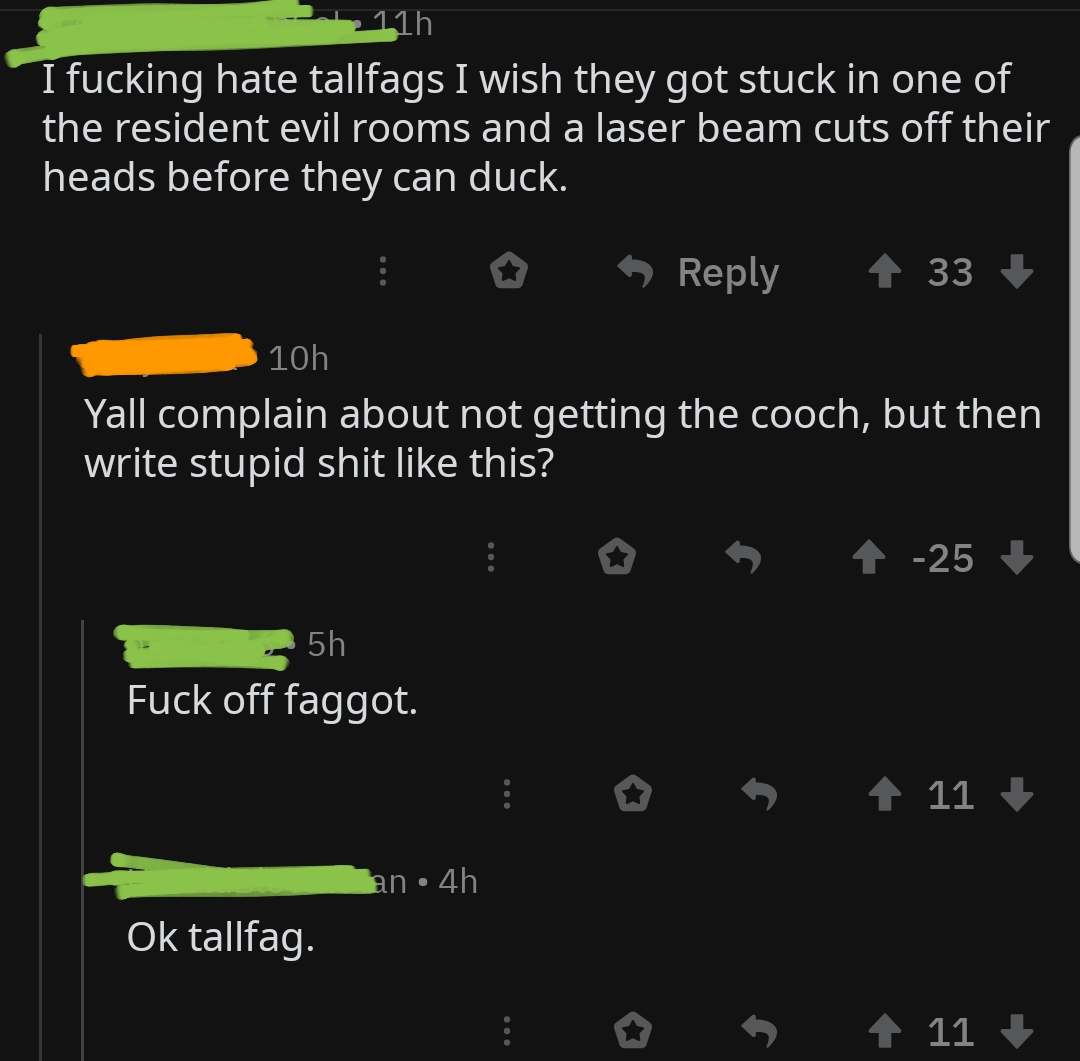 • 11h
I fucking hate tallfags I wish they got stuck in one of
the resident evil rooms and a laser beam cuts off their
heads before they can duck.
Reply 33
10h
Yall complain about not getting the cooch, but then
write stupid shit like this?
-25
• 5h
Fuck off faggot.
11
an • 4h
Ok tallfag.
11